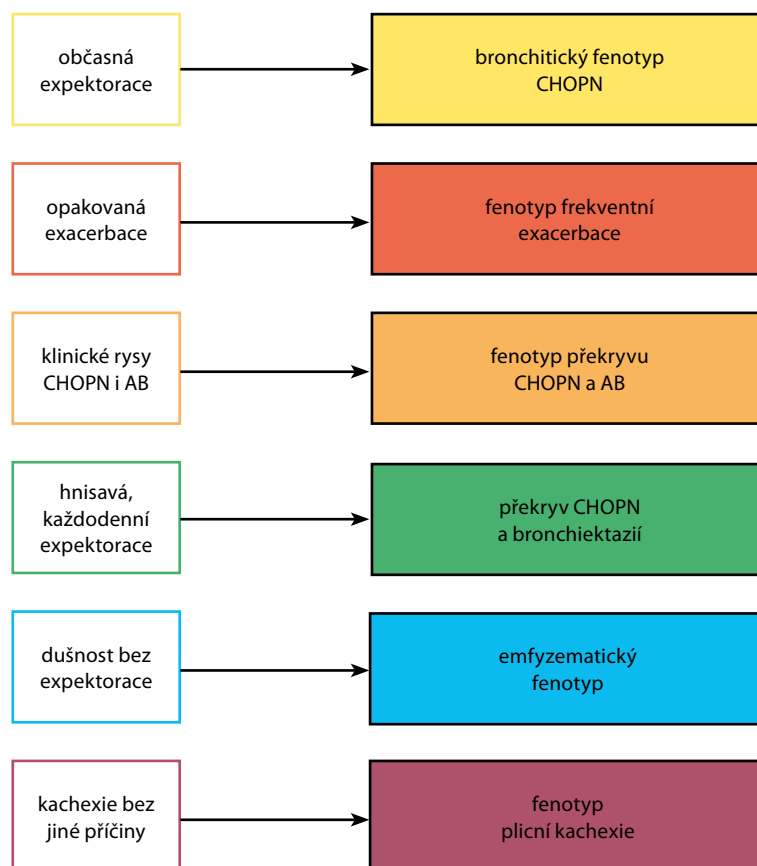 občasná
expektorace
bronchitický fenotyp
CHOPN
opakovaná
exacerbace
fenotyp frekventní
exacerbace
klinické rysy
CHOPN i AB
fenotyp překryvu
CHOPN a AB
hnisavá,
každodenní
expektorace
překryv CHOPN
a bronchiektazií
dušnost bez
expektorace
emfyzematický
fenotyp
kachexie bez
jiné příčiny
fenotyp
plicní kachexie